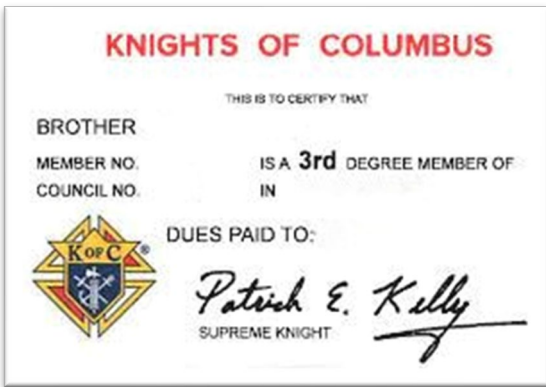 KNIGHTS OF COLUMBUS
THIS IS TO CERTIFY THAT
BROTHER
MEMBER NO. IS A 3rd DEGREE MEMBER OF
COUNCIL NO. IN
DUES PAID TO:
K OF C ®
Patrick E. Kelly
SUPREME KNIGHT